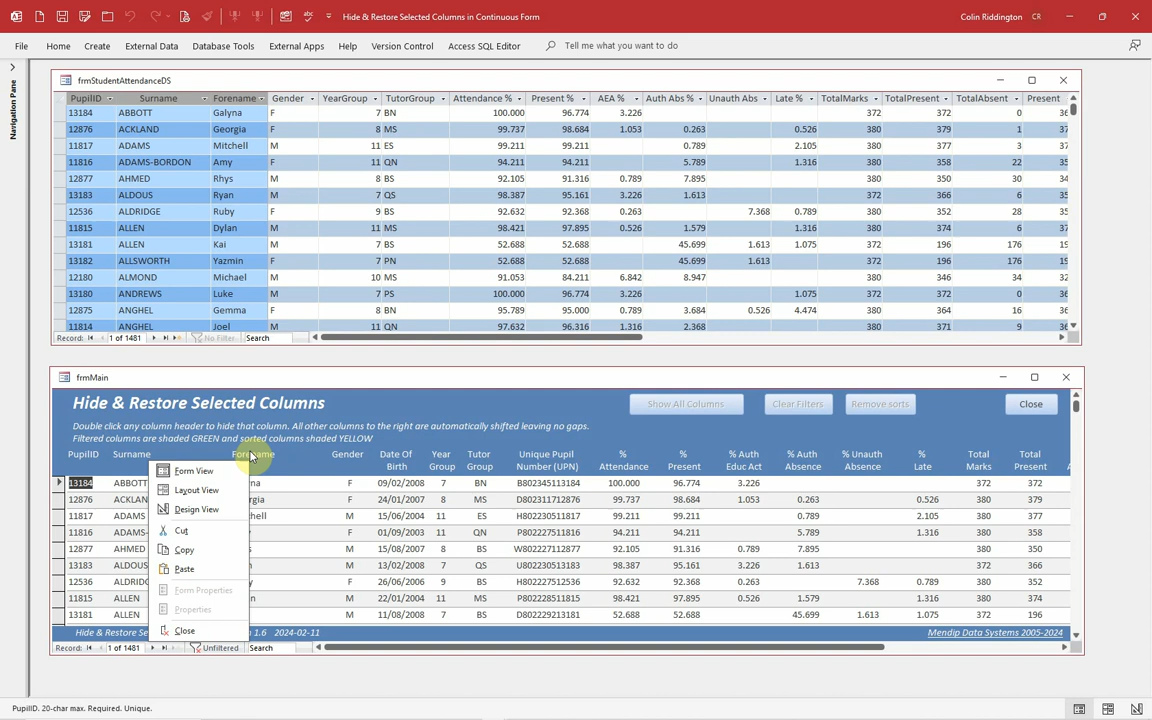 Hide & Restore Selected Columns in Continuous Form
Colin Riddington CR
File Home Create External Data Database Tools External Apps Help Version Control Access SQL Editor Tell me what you want to do
Navigation Pane
frmStudentAttendanceDS
PupilID Surname Forename Gender YearGroup TutorGroup Attendance % Present % AEA % Auth Abs % Unauth Abs Late % TotalMarks TotalPresent TotalAbsent Present
13184 ABBOTT Galyna F 7 BN 100.000 96.774 3.226 372 372 0 36
12876 ACKLAND Georgia F 8 MS 99.737 98.684 1.053 0.263 0.526 380 379 1 37
11817 ADAMS Mitchell M 11 ES 99.211 99.211 0.789 2.105 380 377 3 37
11816 ADAMS-BORDON Amy F 11 QN 94.211 94.211 5.789 1.316 380 358 22 35
12877 AHMED Rhys M 8 BS 92.105 91.316 0.789 7.895 380 350 30 34
13183 ALDOUS Ryan M 7 QS 98.387 95.161 3.226 1.613 372 366 6 35
12536 ALDRIDGE Ruby F 9 BS 92.632 92.368 0.263 7.368 0.789 380 352 28 35
11815 ALLEN Dylan M 11 MS 98.421 97.895 0.526 1.579 1.316 380 374 6 37
13181 ALLEN Kai M 7 BS 52.688 52.688 45.699 1.613 1.075 372 196 176 19
13182 ALLSWORTH Yazmin F 7 PN 52.688 52.688 45.699 1.613 372 196 176 19
12180 ALMOND Michael M 10 MS 91.053 84.211 6.842 8.947 380 346 34 32
13180 ANDREWS Luke M 7 PS 100.000 96.774 3.226 1.075 372 372 0 36
12875 ANGHEL Gemma F 8 BN 95.789 95.000 0.789 3.684 0.526 4.474 380 364 16 36
11814 ANGHEL Joel M 11 QN 97.632 96.316 1.316 2.368 380 371 9 36
Record: 1 of 1481 No Filter Search
frmMain
Hide & Restore Selected Columns
Show All Columns Clear Filters Remove sorts Close
Double click any column header to hide that column. All other columns to the right are automatically shifted leaving no gaps.
Filtered columns are shaded GREEN and sorted columns shaded YELLOW
PupilID Surname Forename Gender Date Of Year Tutor Unique Pupil % % % Auth % Auth % Unauth % Total Total
Birth Group Group Number (UPN) Attendance Present Educ Act Absence Absence Late Marks Present
13184 ABBOTT na F 09/02/2008 7 BN B802345113184 100.000 96.774 3.226 372 372
12876 ACKLAN gia F 24/01/2007 8 MS D802311712876 99.737 98.684 1.053 0.263 0.526 380 379
11817 ADAMS hell M 15/06/2004 11 ES H802230511817 99.211 99.211 0.789 2.105 380 377
11816 ADAMS- F 01/09/2003 11 QN P802227511816 94.211 94.211 5.789 1.316 380 358
12877 AHMED s M 15/08/2007 8 BS W802227112877 92.105 91.316 0.789 7.895 380 350
13183 ALDOUS n M 13/02/2008 7 QS U802230513183 98.387 95.161 3.226 1.613 372 366
12536 ALDRIDG y F 26/06/2006 9 BS H802227512536 92.632 92.368 0.263 7.368 0.789 380 352
11815 ALLEN n M 22/01/2004 11 MS P802228511815 98.421 97.895 0.526 1.579 1.316 380 374
13181 ALLEN M 11/08/2008 7 BS D802229213181 52.688 52.688 45.699 1.613 1.075 372 196
Form View
Layout View
Design View
Cut
Copy
Paste
Form Properties
Properties
Close
Hide & Restore Se 1.6 2024-02-11 Mendip Data Systems 2005-2024
Record: 1 of 1481 Unfiltered Search
PupilID. 20-char max. Required. Unique.